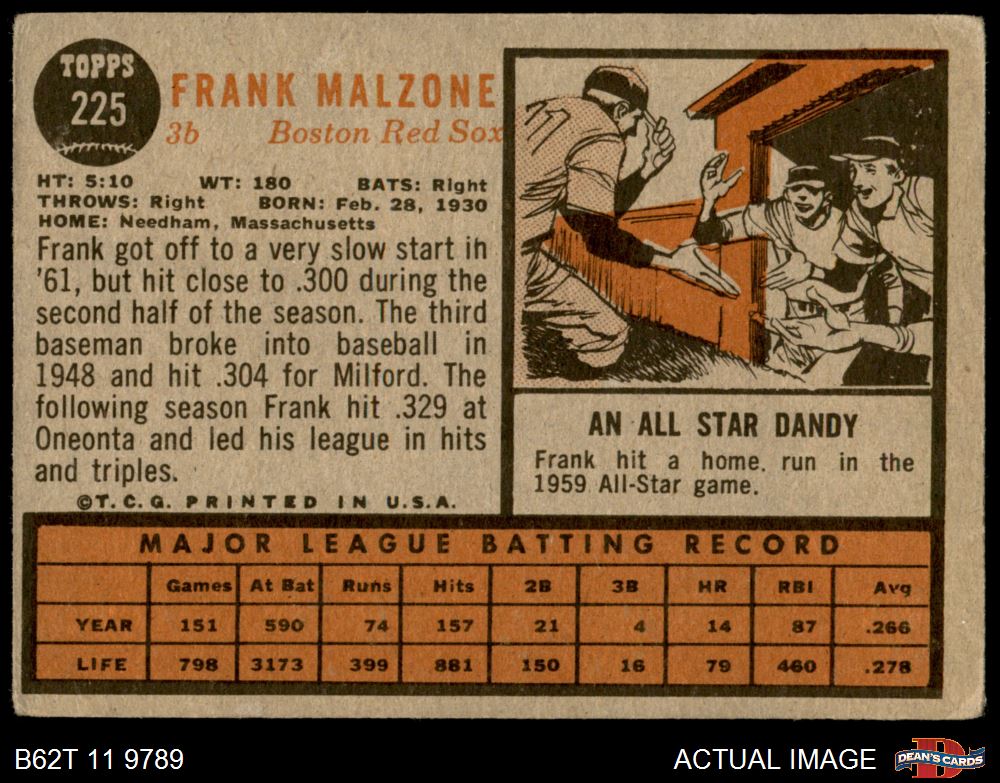 TOPPS
225
FRANK MALZONE
3b Boston Red Sox
HT: 5:10 WT: 180 BATS: Right
THROWS: Right BORN: Feb. 28, 1930
HOME: Needham, Massachusetts
Frank got off to a very slow start in
'61, but hit close to .300 during the
second half of the season. The third
baseman broke into baseball in
1948 and hit .304 for Milford. The
following season Frank hit .329 at
Oneonta and led his league in hits
and triples.
©T.C.G. PRINTED IN U.S.A.
AN ALL STAR DANDY
Frank hit a home. run in the
1959 All-Star game.
MAJOR LEAGUE BATTING RECORD
Games At Bat Runs Hits 2B 3B HR RBI Avg
YEAR 151 590 74 157 21 4 14 87 .266
LIFE 798 3173 399 881 150 16 79 460 .278
B62T 11 9789 ACTUAL IMAGE
DEAN'S CARDS